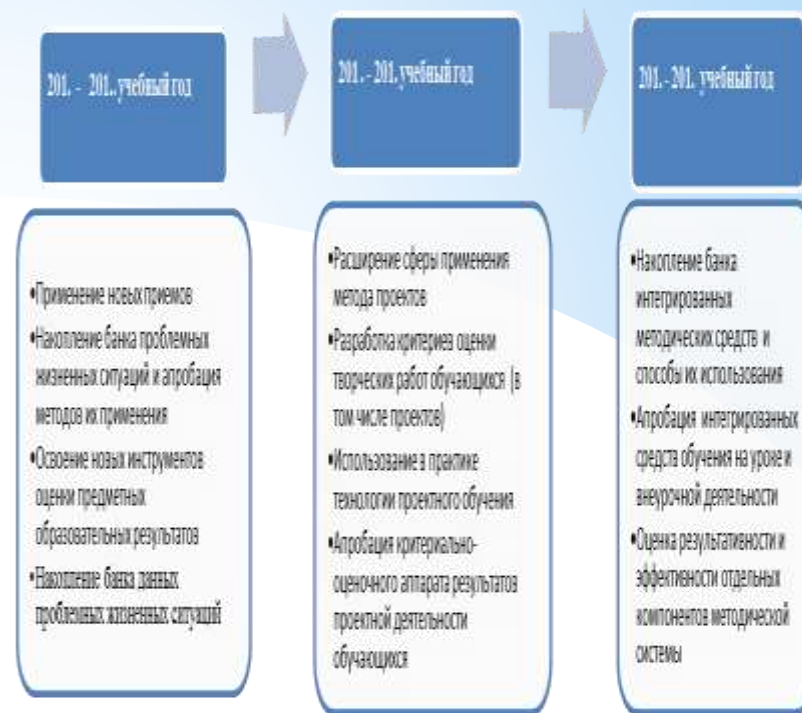 201. - 201.. учебный год
201. - 201. учебный год
201. - 201. учебный год
•Применение новых приемов
•Накопление банка проблемных
жизненных ситуаций и апробация
методов их применения
•Освоение новых инструментов
оценки предметных
образовательных результатов
•Накопление банка данных
проблемных жизненных ситуаций
•Расширение сферы применения
метода проектов
•Разработка критериев оценки
творческих работ обучающихся (в
том числе проектов)
•Использование в практике
технологии проектного обучения
•Апробация критериально-
оценочного аппарата результатов
проектной деятельности
обучающихся
•Накопление банка
интегрированных
методических средств и
способы их использования
•Апробация интегрированных
средств обучения на уроке и
внеурочной деятельности
•Оценка результативности и
эффективности отдельных
компонентов методической
системы